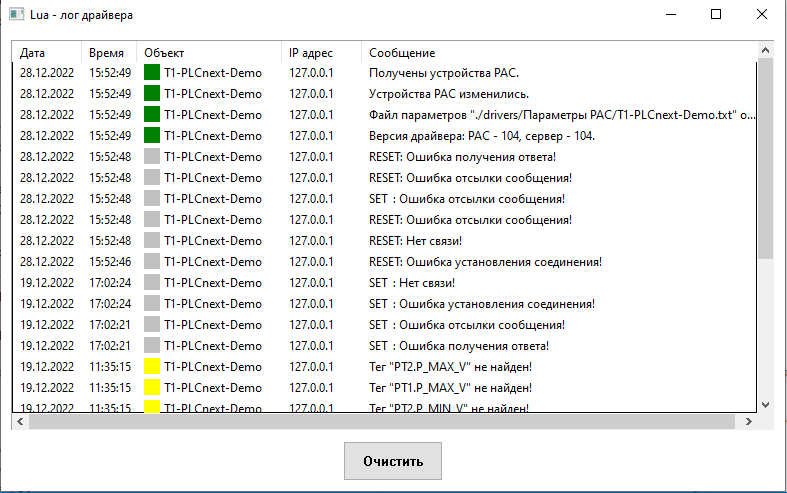 Lua - лог драйвера
Дата Время Объект IP адрес Сообщение
28.12.2022 15:52:49 T1-PLCnext-Demo 127.0.0.1 Получены устройства PAC.
28.12.2022 15:52:49 T1-PLCnext-Demo 127.0.0.1 Устройства PAC изменились.
28.12.2022 15:52:49 T1-PLCnext-Demo 127.0.0.1 Файл параметров "./drivers/Параметры PAC/T1-PLCnext-Demo.txt" о...
28.12.2022 15:52:49 T1-PLCnext-Demo 127.0.0.1 Версия драйвера: PAC - 104, сервер - 104.
28.12.2022 15:52:48 T1-PLCnext-Demo 127.0.0.1 RESET: Ошибка получения ответа!
28.12.2022 15:52:48 T1-PLCnext-Demo 127.0.0.1 RESET: Ошибка отсылки сообщения!
28.12.2022 15:52:48 T1-PLCnext-Demo 127.0.0.1 SET : Ошибка отсылки сообщения!
28.12.2022 15:52:48 T1-PLCnext-Demo 127.0.0.1 RESET: Ошибка отсылки сообщения!
28.12.2022 15:52:48 T1-PLCnext-Demo 127.0.0.1 RESET: Нет связи!
28.12.2022 15:52:46 T1-PLCnext-Demo 127.0.0.1 RESET: Ошибка установления соединения!
19.12.2022 17:02:24 T1-PLCnext-Demo 127.0.0.1 SET : Нет связи!
19.12.2022 17:02:24 T1-PLCnext-Demo 127.0.0.1 SET : Ошибка установления соединения!
19.12.2022 17:02:21 T1-PLCnext-Demo 127.0.0.1 SET : Ошибка отсылки сообщения!
19.12.2022 17:02:21 T1-PLCnext-Demo 127.0.0.1 SET : Ошибка получения ответа!
19.12.2022 11:35:15 T1-PLCnext-Demo 127.0.0.1 Тег "PT2.P_MAX_V" не найден!
19.12.2022 11:35:15 T1-PLCnext-Demo 127.0.0.1 Тег "PT1.P_MAX_V" не найден!
19.12.2022 11:35:15 T1-PLCnext-Demo 127.0.0.1 Тег "PT2.P_MIN_V" не найден!
Очистить